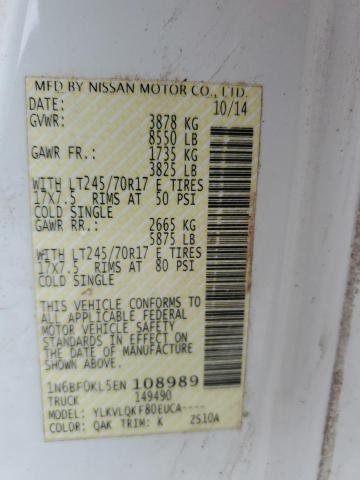 MFD BY NISSAN MOTOR CO., LTD.
DATE: 10/14
GVWR: 3878 KG
8550 LB
GAWR FR.: 1735 KG
3825 LB
WITH LT245/70R17 E TIRES
17X7.5 RIMS AT 50 PSI
COLD SINGLE
GAWR RR.: 2665 KG
5875 LB
WITH LT245/70R17 E TIRES
17X7.5 RIMS AT 80 PSI
COLD SINGLE
THIS VEHICLE CONFORMS TO
ALL APPLICABLE FEDERAL
MOTOR VEHICLE SAFETY
STANDARDS IN EFFECT ON
THE DATE OF MANUFACTURE
SHOWN ABOVE.
1N6BF0KL5EN 108989
TRUCK 149490
MODEL: YLKVLQKF80EUCA----
COLOR: QAK TRIM: K 2S10A